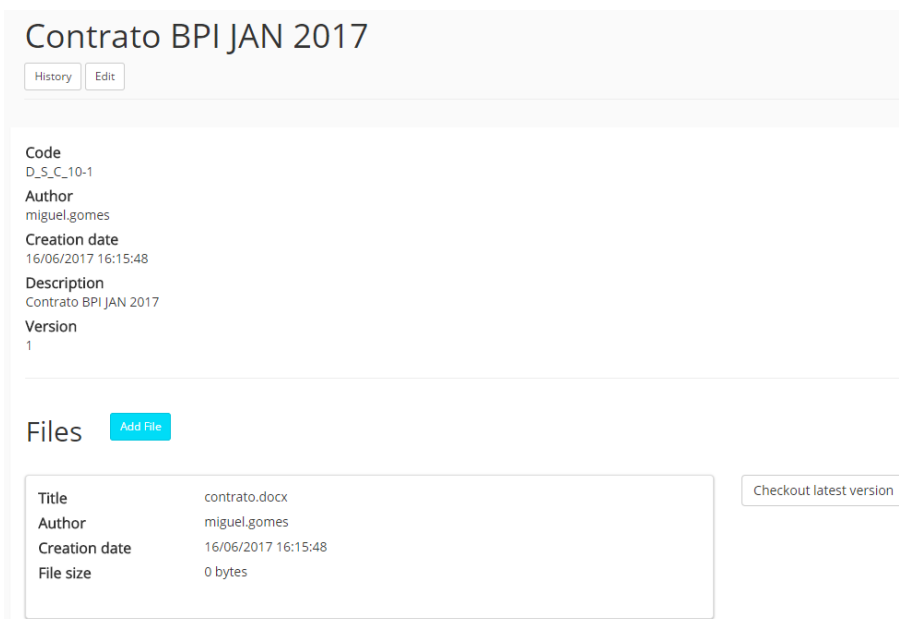 Contrato BPI JAN 2017
History Edit
Code
D_S_C_10-1
Author
miguel.gomes
Creation date
16/06/2017 16:15:48
Description
Contrato BPI JAN 2017
Version
1
Files Add File
Title contrato.docx
Author miguel.gomes
Creation date 16/06/2017 16:15:48
File size 0 bytes
Checkout latest version